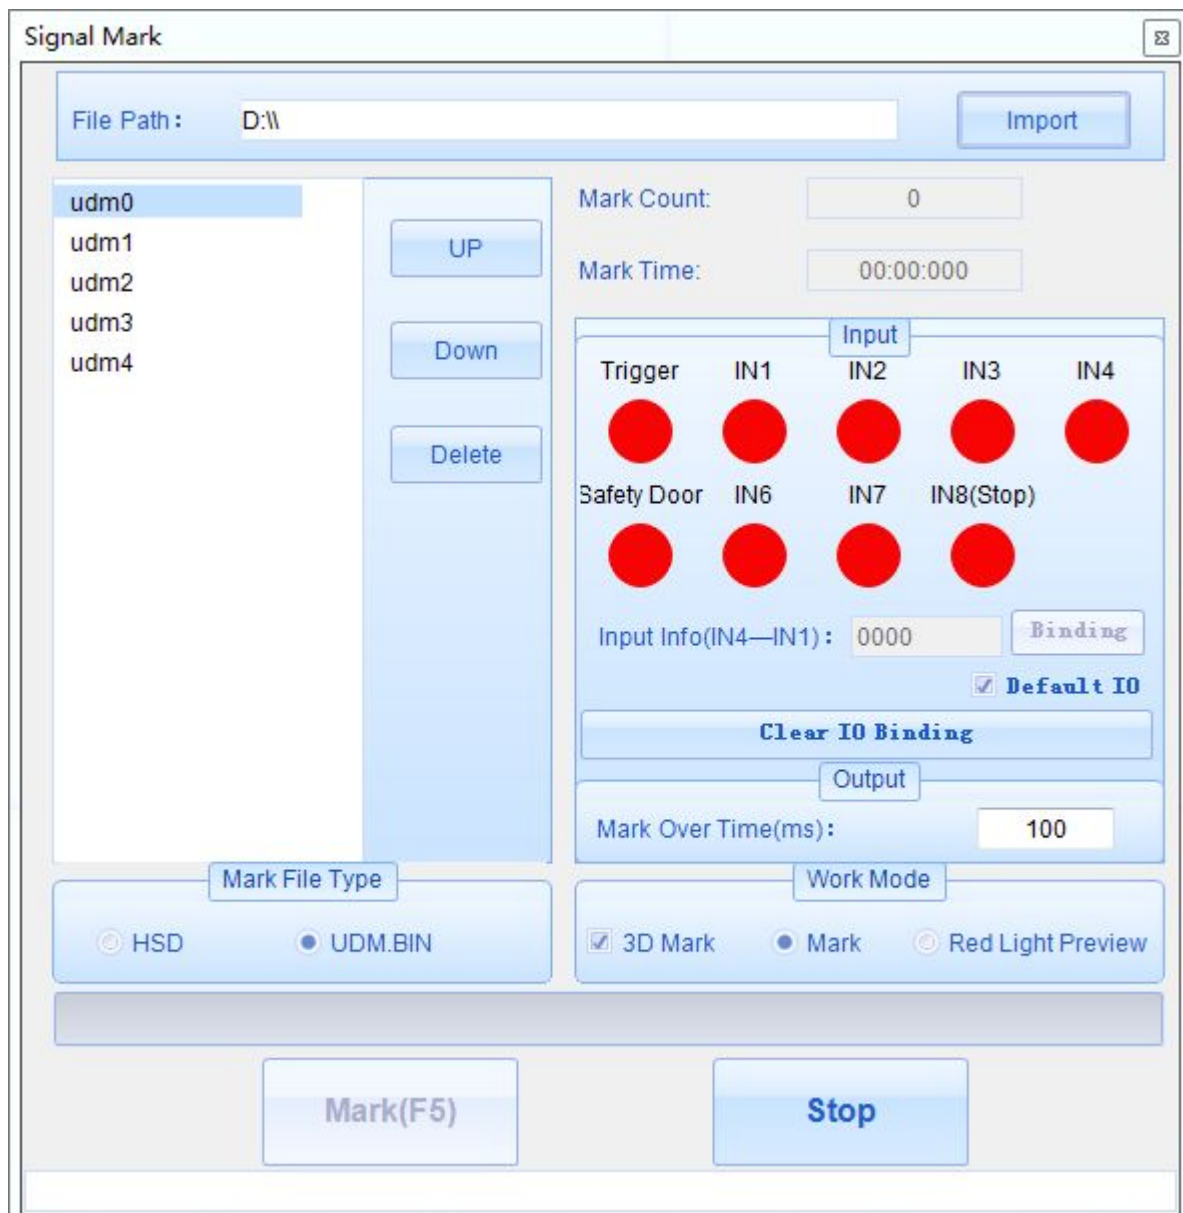 Signal Mark
File Path: D:\\ Import
udm0
udm1
udm2
udm3
udm4
UP
Down
Delete
Mark Count: 0
Mark Time: 00:00:000
Input
Trigger IN1 IN2 IN3 IN4
Safety Door IN6 IN7 IN8(Stop)
Input Info(IN4—IN1): 0000 Binding
Default IO
Clear IO Binding
Output
Mark Over Time(ms): 100
Mark File Type
HSD UDM.BIN
Work Mode
3D Mark Mark Red Light Preview
Mark(F5) Stop